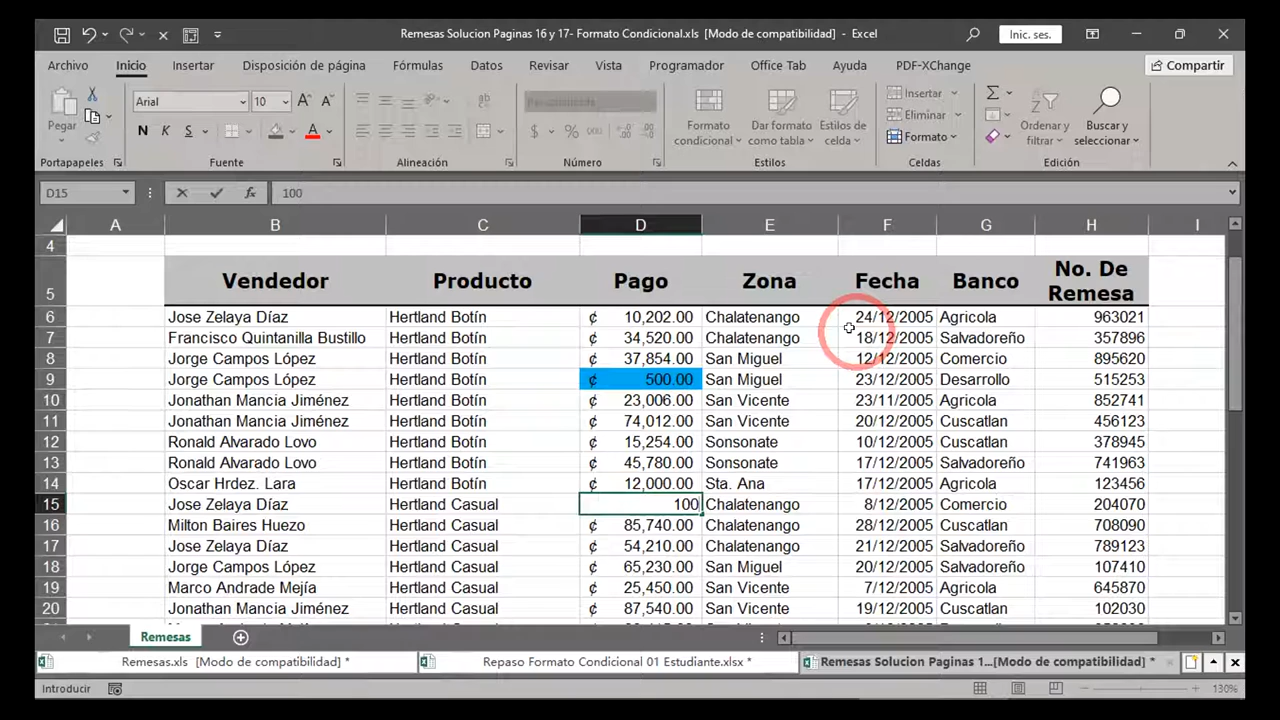 Remesas Solucion Paginas 16 y 17- Formato Condicional.xls [Modo de compatibilidad] - Excel
Inic. ses.
Archivo Inicio Insertar Disposición de página Fórmulas Datos Revisar Vista Programador Office Tab Ayuda PDF-XChange Compartir
Pegar
Arial 10
N K S
Formato condicional
Dar formato como tabla
Estilos de celda
Insertar
Eliminar
Formato
Ordenar y filtrar
Buscar y seleccionar
Portapapeles Fuente Alineación Número Estilos Celdas Edición
D15 100
A B C D E F G H I
4
5 Vendedor Producto Pago Zona Fecha Banco No. De Remesa
6 Jose Zelaya Díaz Hertland Botín ¢ 10,202.00 Chalatenango 24/12/2005 Agricola 963021
7 Francisco Quintanilla Bustillo Hertland Botín ¢ 34,520.00 Chalatenango 18/12/2005 Salvadoreño 357896
8 Jorge Campos López Hertland Botín ¢ 37,854.00 San Miguel 12/12/2005 Comercio 895620
9 Jorge Campos López Hertland Botín ¢ 500.00 San Miguel 23/12/2005 Desarrollo 515253
10 Jonathan Mancia Jiménez Hertland Botín ¢ 23,006.00 San Vicente 23/11/2005 Agricola 852741
11 Jonathan Mancia Jiménez Hertland Botín ¢ 74,012.00 San Vicente 20/12/2005 Cuscatlan 456123
12 Ronald Alvarado Lovo Hertland Botín ¢ 15,254.00 Sonsonate 10/12/2005 Cuscatlan 378945
13 Ronald Alvarado Lovo Hertland Botín ¢ 45,780.00 Sonsonate 17/12/2005 Salvadoreño 741963
14 Oscar Hrdez. Lara Hertland Botín ¢ 12,000.00 Sta. Ana 17/12/2005 Agricola 123456
15 Jose Zelaya Díaz Hertland Casual 100 Chalatenango 8/12/2005 Comercio 204070
16 Milton Baires Huezo Hertland Casual ¢ 85,740.00 Chalatenango 28/12/2005 Cuscatlan 708090
17 Jose Zelaya Díaz Hertland Casual ¢ 54,210.00 Chalatenango 21/12/2005 Salvadoreño 789123
18 Jorge Campos López Hertland Casual ¢ 65,230.00 San Miguel 20/12/2005 Salvadoreño 107410
19 Marco Andrade Mejía Hertland Casual ¢ 25,450.00 San Vicente 7/12/2005 Agricola 645870
20 Jonathan Mancia Jiménez Hertland Casual ¢ 87,540.00 San Vicente 19/12/2005 Cuscatlan 102030
Remesas
Remesas.xls [Modo de compatibilidad] * Repaso Formato Condicional 01 Estudiante.xlsx * Remesas Solucion Paginas 1...[Modo de compatibilidad] *
Introducir 130%